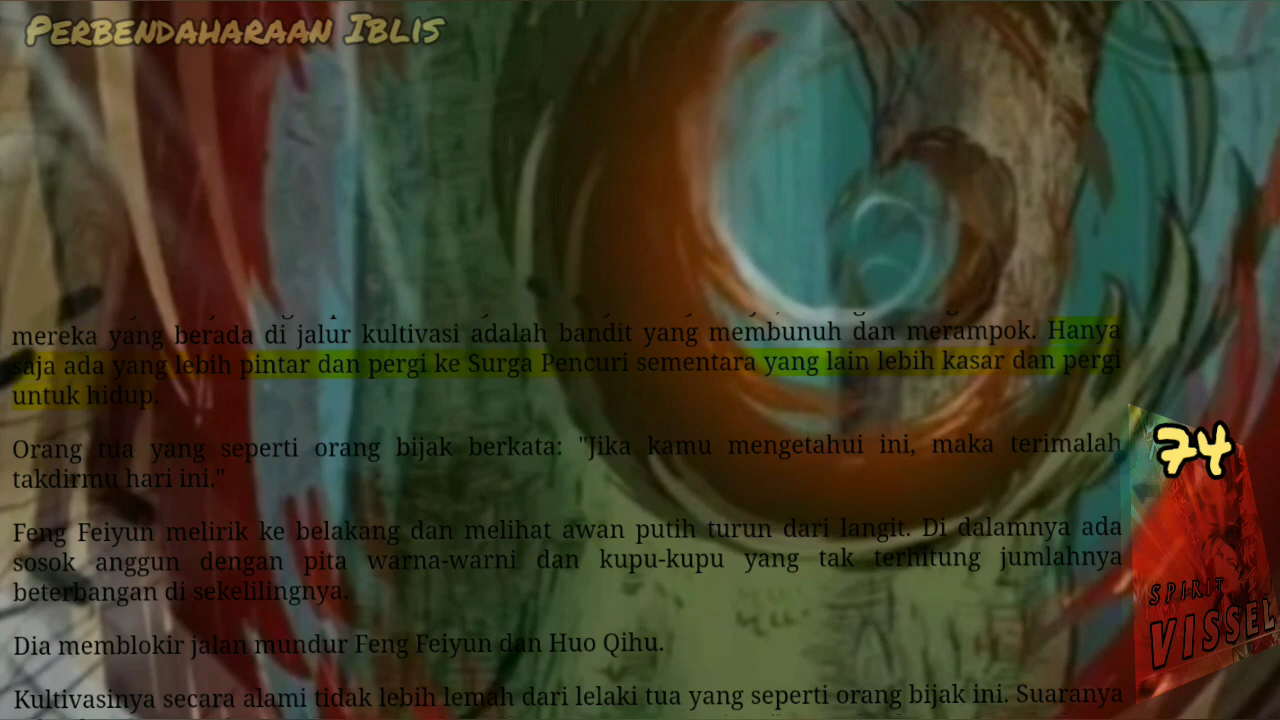 Perbendaharaan Iblis
mereka yang berada di jalur kultivasi adalah bandit yang membunuh dan merampok. Hanya
saja ada yang lebih pintar dan pergi ke Surga Pencuri sementara yang lain lebih kasar dan pergi
untuk hidup.
Orang tua yang seperti orang bijak berkata: "Jika kamu mengetahui ini, maka terimalah
takdirmu hari ini."
Feng Feiyun melirik ke belakang dan melihat awan putih turun dari langit. Di dalamnya ada
sosok anggun dengan pita warna-warni dan kupu-kupu yang tak terhitung jumlahnya
beterbangan di sekelilingnya.
Dia memblokir jalan mundur Feng Feiyun dan Huo Qihu.
Kultivasinya secara alami tidak lebih lemah dari lelaki tua yang seperti orang bijak ini. Suaranya
74
SPIRIT
VISSEL